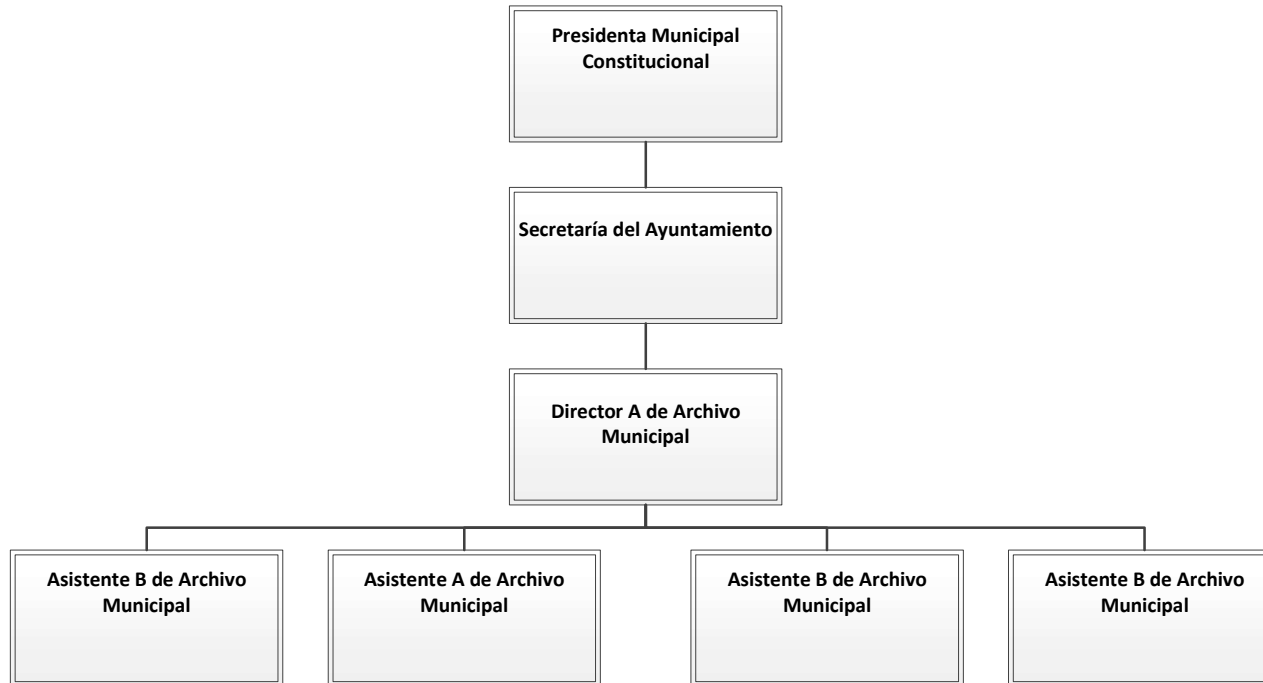 Presidenta Municipal
Constitucional
Secretaría del Ayuntamiento
Director A de Archivo
Municipal
Asistente B de Archivo
Municipal
Asistente A de Archivo
Municipal
Asistente B de Archivo
Municipal
Asistente B de Archivo
Municipal